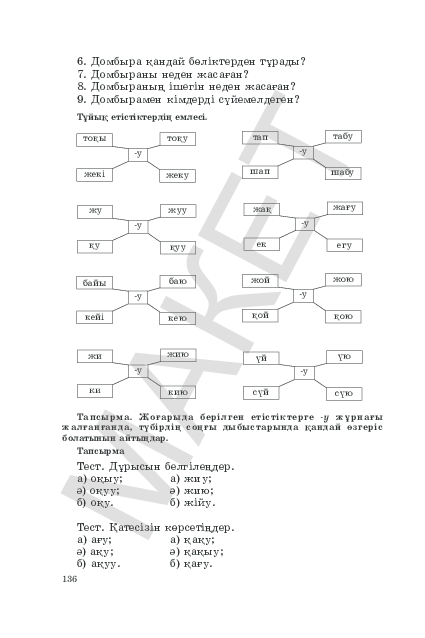 6. Домбыра қандай бөліктерден тұрады?
7. Домбыраны неден жасаған?
8. Домбыраның ішегін неден жасаған?
9. Домбырамен кімдерді сүйемелдеген?
Тұйық етістіктердің емлесі.
тоқы тоқу тап табу
-у -у
жекі жеку шап шабу
жу жуу жақ жағу
-у -у
қу қуу ек егу
байы баю жой жою
-у -у
кейі кею қой қою
жи жию үй үю
-у -у
ки кию сүй сүю
Тапсырма. Жоғарыда берілген етістіктерге -у жұрнағы
жалғанғанда, түбірдің соңғы дыбыстарында қандай өзгеріс
болатынын айтыңдар.
Тапсырма
Тест. Дұрысын белгілеңдер.
а) оқыу; а) жиу;
ә) оқуу; ә) жию;
б) оқу. б) жійу.
Тест. Қатесізін көрсетіңдер.
а) ағу; а) қақу;
ә) ақу; ә) қақыу;
б) ақуу. б) қағу.
136
МАКЕТ